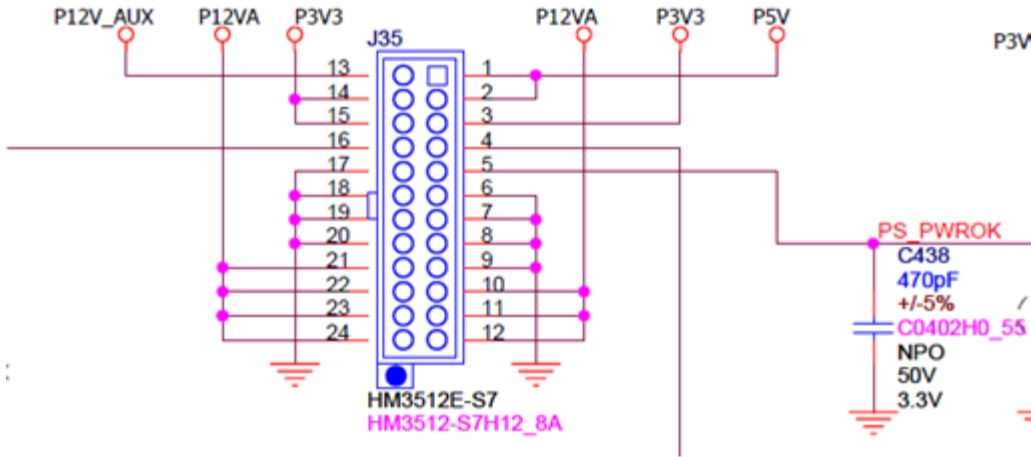 P12V_AUX P12VA P3V3 P12VA P3V3 P5V
J35
P3V
13 1
14 2
15 3
16 4
17 5
18 6
19 7
20 8
21 9
22 10
23 11
24 12
PS_PWROK
C438
470pF
+/-5%
C0402H0_55
NPO
50V
3.3V
HM3512E-S7
HM3512-S7H12_8A